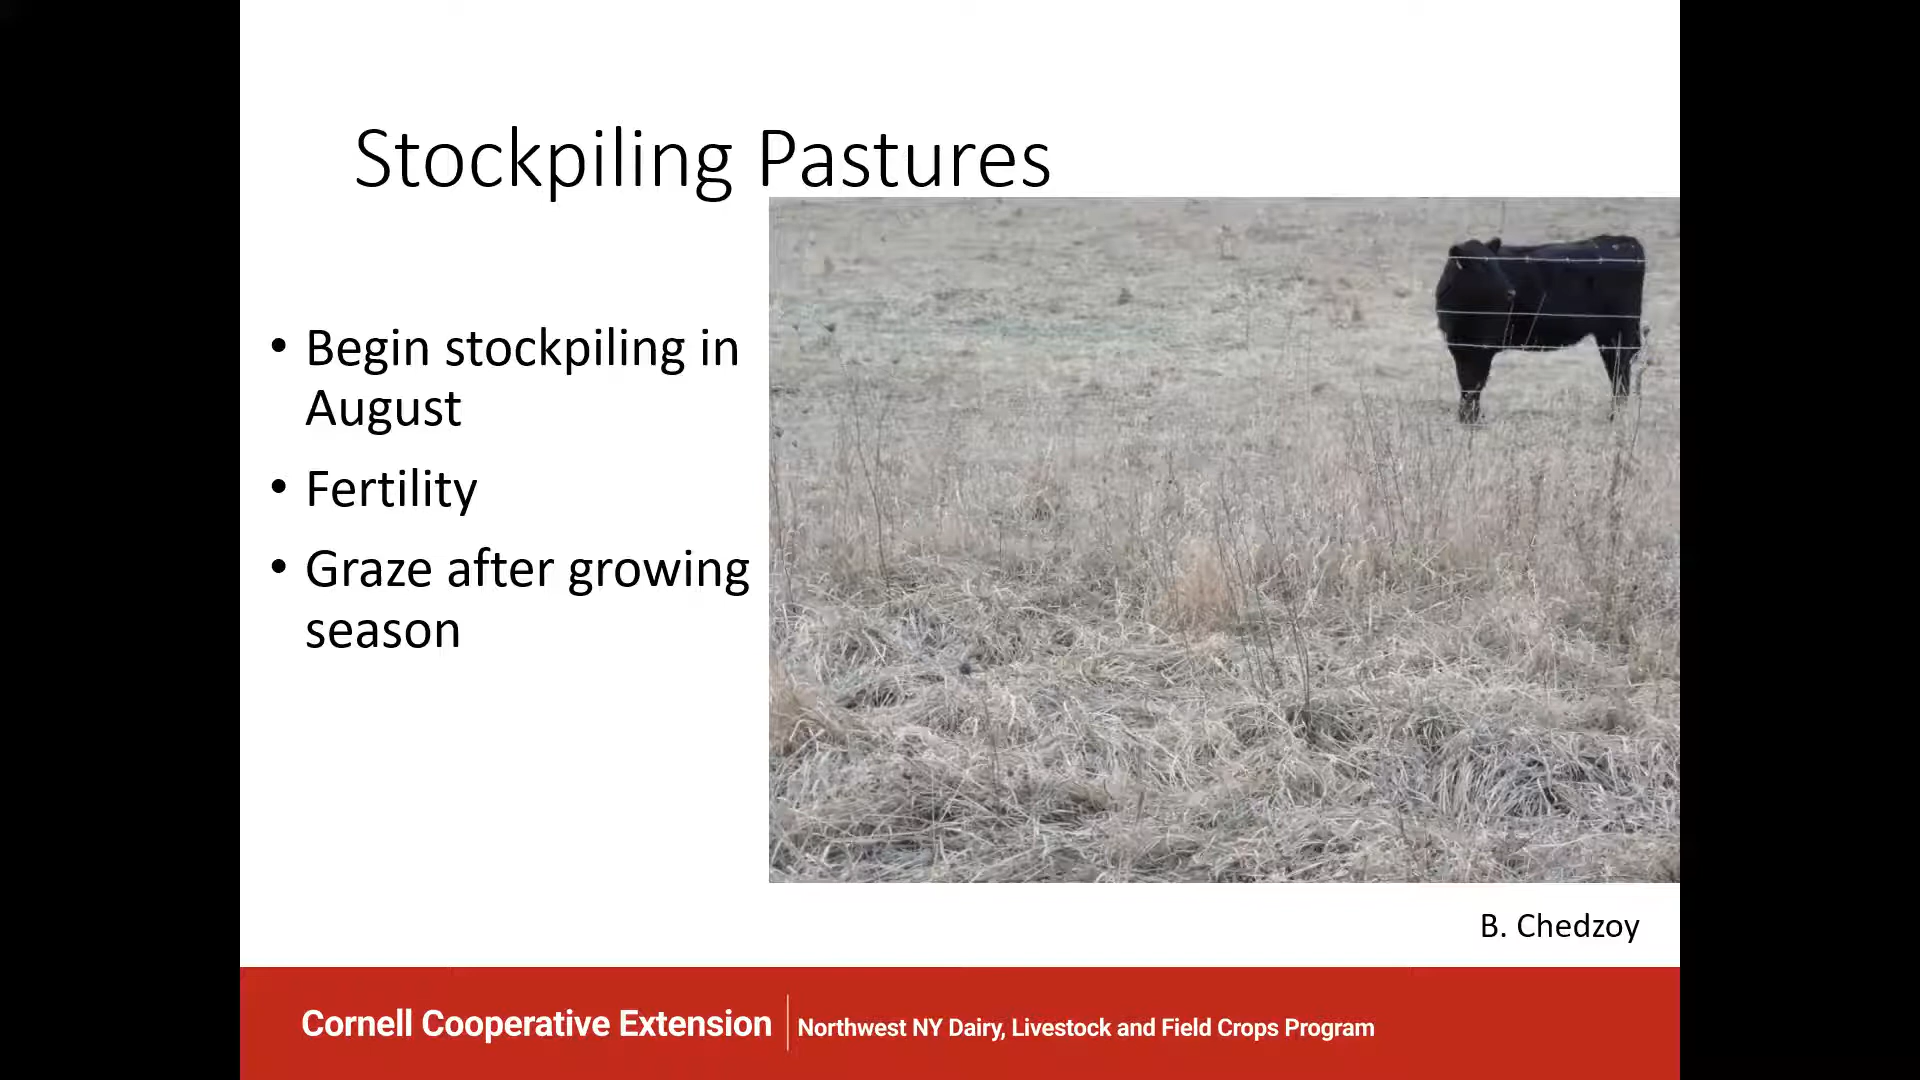 Stockpiling Pastures
• Begin stockpiling in
August
• Fertility
• Graze after growing
season
B. Chedzoy
Cornell Cooperative Extension | Northwest NY Dairy, Livestock and Field Crops Program